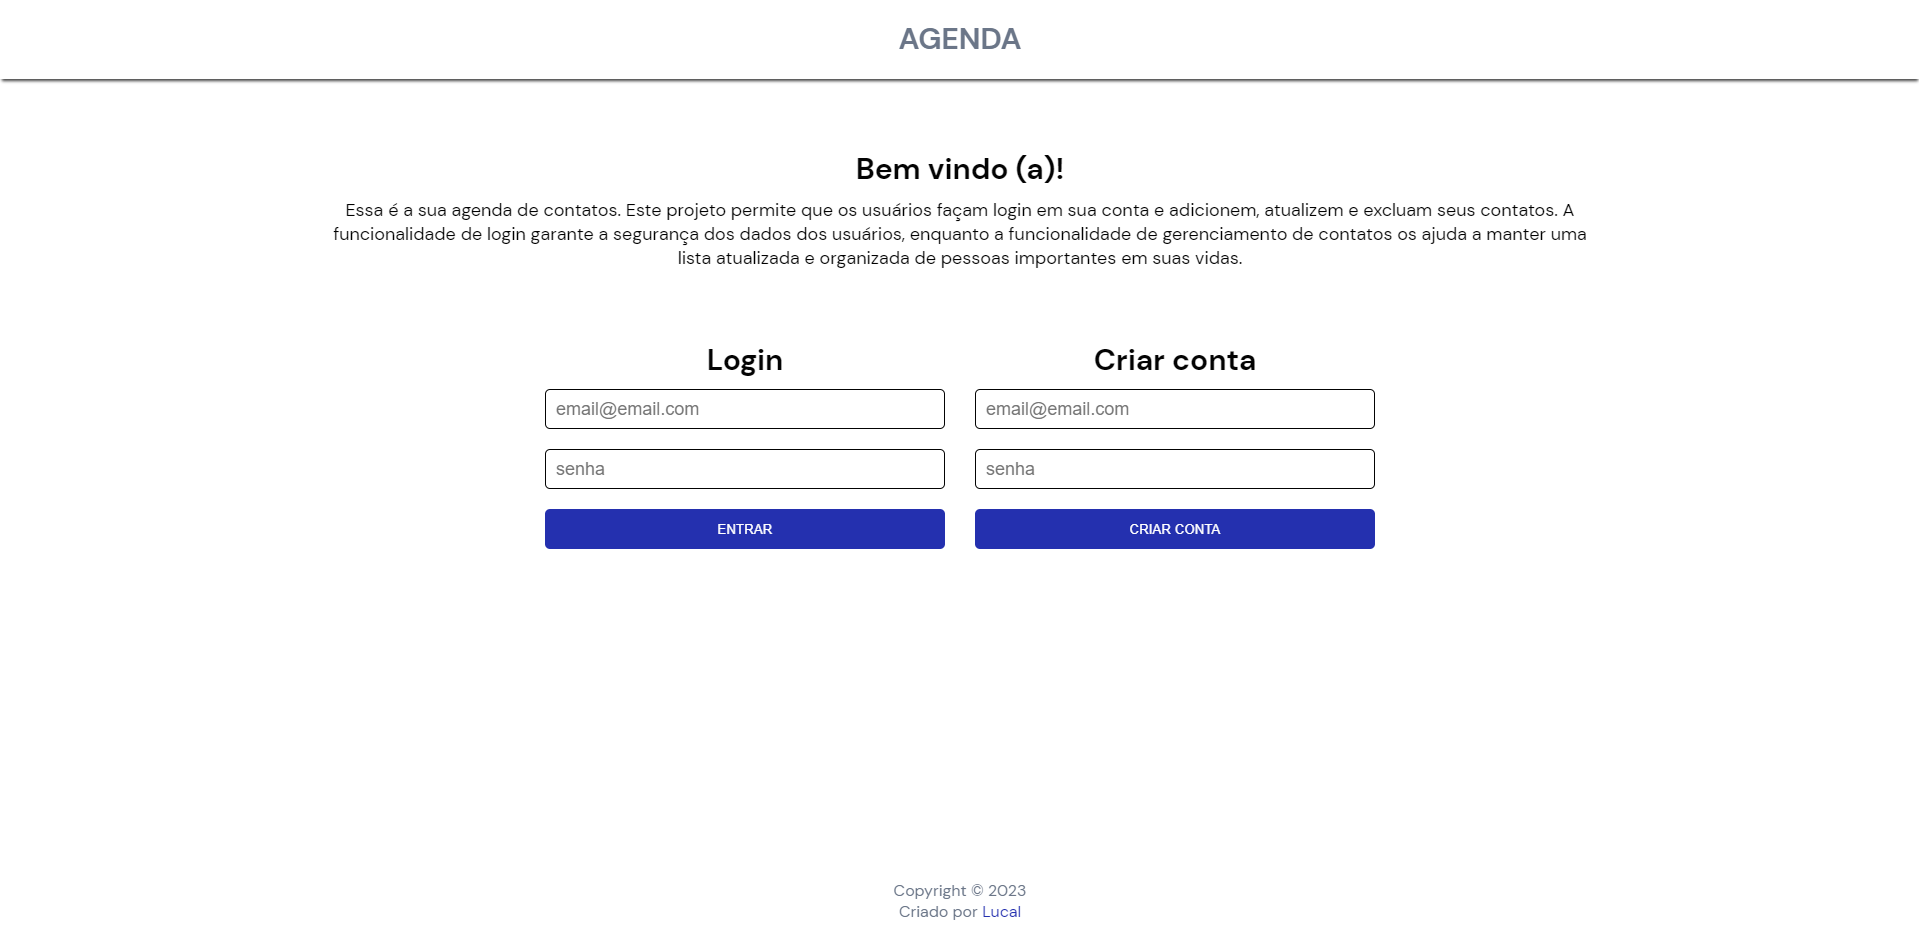 AGENDA
Bem vindo (a)!
Essa é a sua agenda de contatos. Este projeto permite que os usuários façam login em sua conta e adicionem, atualizem e excluam seus contatos. A
funcionalidade de login garante a segurança dos dados dos usuários, enquanto a funcionalidade de gerenciamento de contatos os ajuda a manter uma
lista atualizada e organizada de pessoas importantes em suas vidas.
Login
email@email.com
senha
ENTRAR
Criar conta
email@email.com
senha
CRIAR CONTA
Copyright © 2023
Criado por Lucal